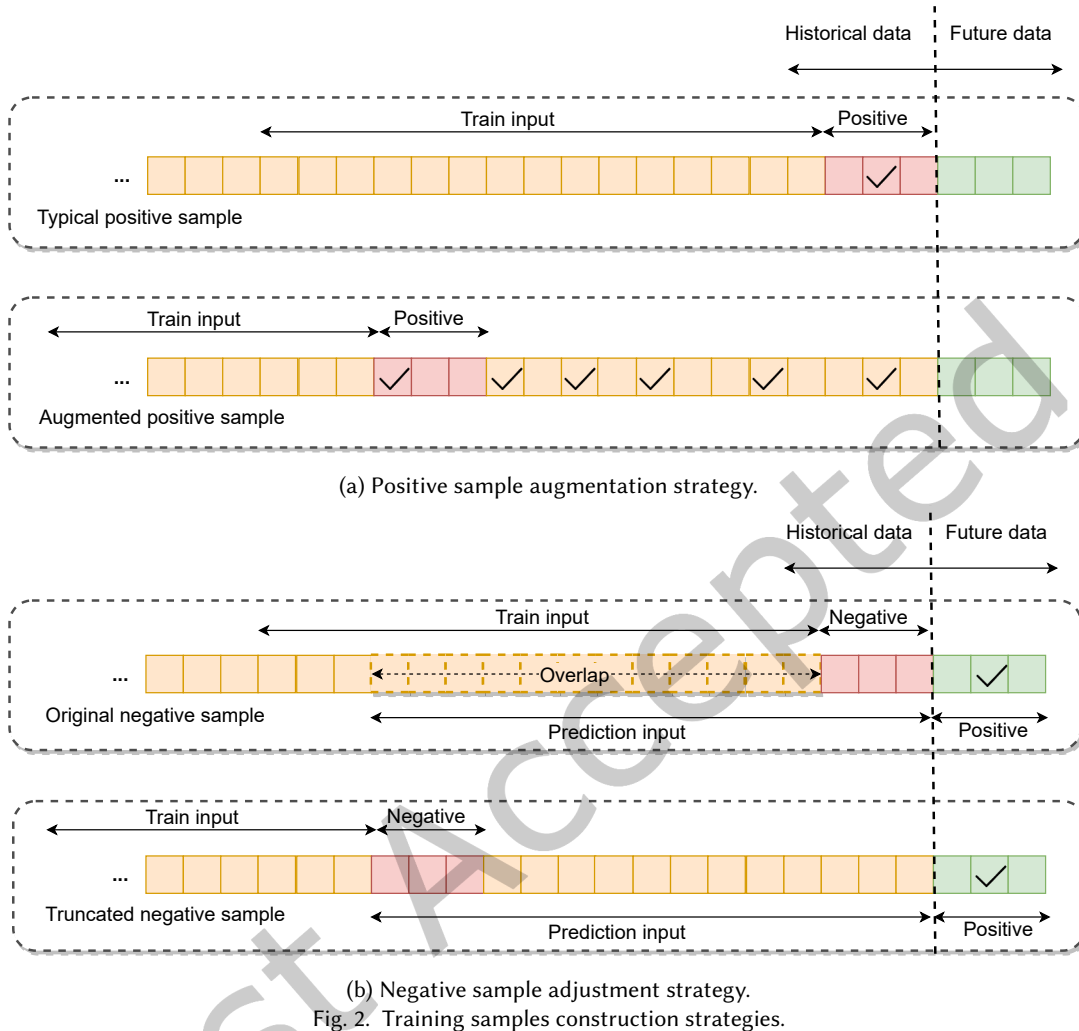 Historical data Future data
Train input Positive
...
Typical positive sample
Train input Positive
...
Augmented positive sample
(a) Positive sample augmentation strategy.
Historical data Future data
Train input Negative
... Overlap
Original negative sample
Prediction input Positive
Train input Negative
...
Truncated negative sample
Prediction input Positive
(b) Negative sample adjustment strategy.
Fig. 2. Training samples construction strategies.
st Accepted